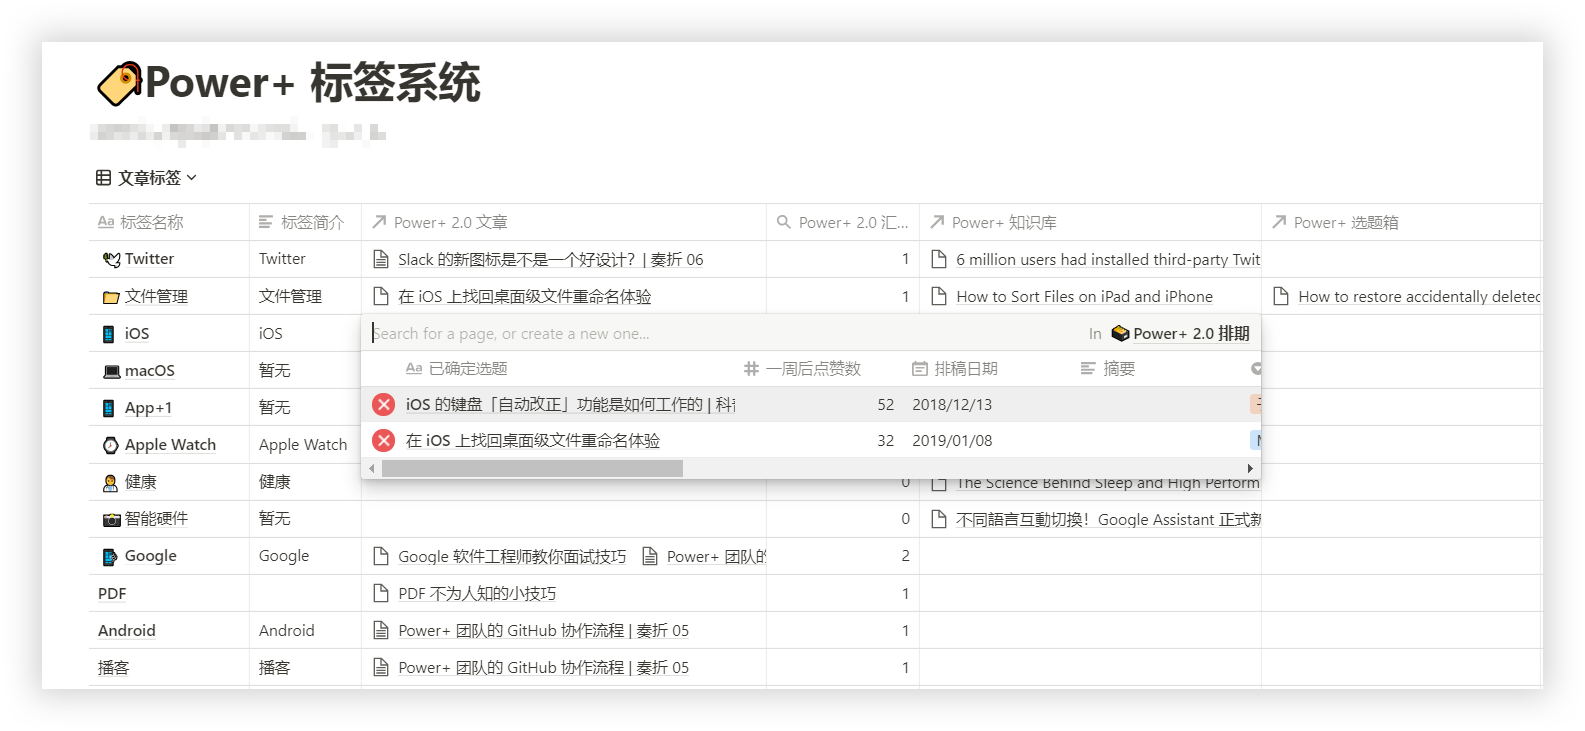 Power+ 标签系统
文章标签
Aa 标签名称 标签简介 Power+ 2.0 文章 Power+ 2.0 汇... Power+ 知识库 Power+ 选题箱
Twitter Twitter Slack 的新图标是不是一个好设计？| 奏折 06 1 6 million users had installed third-party Twit
文件管理 文件管理 在 iOS 上找回桌面级文件重命名体验 1 How to Sort Files on iPad and iPhone How to restore accidentally deleted
iOS iOS Search for a page, or create a new one... In Power+ 2.0 排期
macOS 暂无 Aa 已确定选题 一周后点赞数 排稿日期 摘要
App+1 暂无 iOS 的键盘「自动改正」功能是如何工作的 | 科 52 2018/12/13
Apple Watch Apple Watch 在 iOS 上找回桌面级文件重命名体验 32 2019/01/08
健康 健康 0 The Science Behind Sleep and High Perform
智能硬件 暂无 0 不同語言互動切換！Google Assistant 正式新
Google Google Google 软件工程师教你面试技巧 Power+ 团队的 2
PDF PDF 不为人知的小技巧 1
Android Android Power+ 团队的 GitHub 协作流程 | 奏折 05 1
播客 播客 Power+ 团队的 GitHub 协作流程 | 奏折 05 1